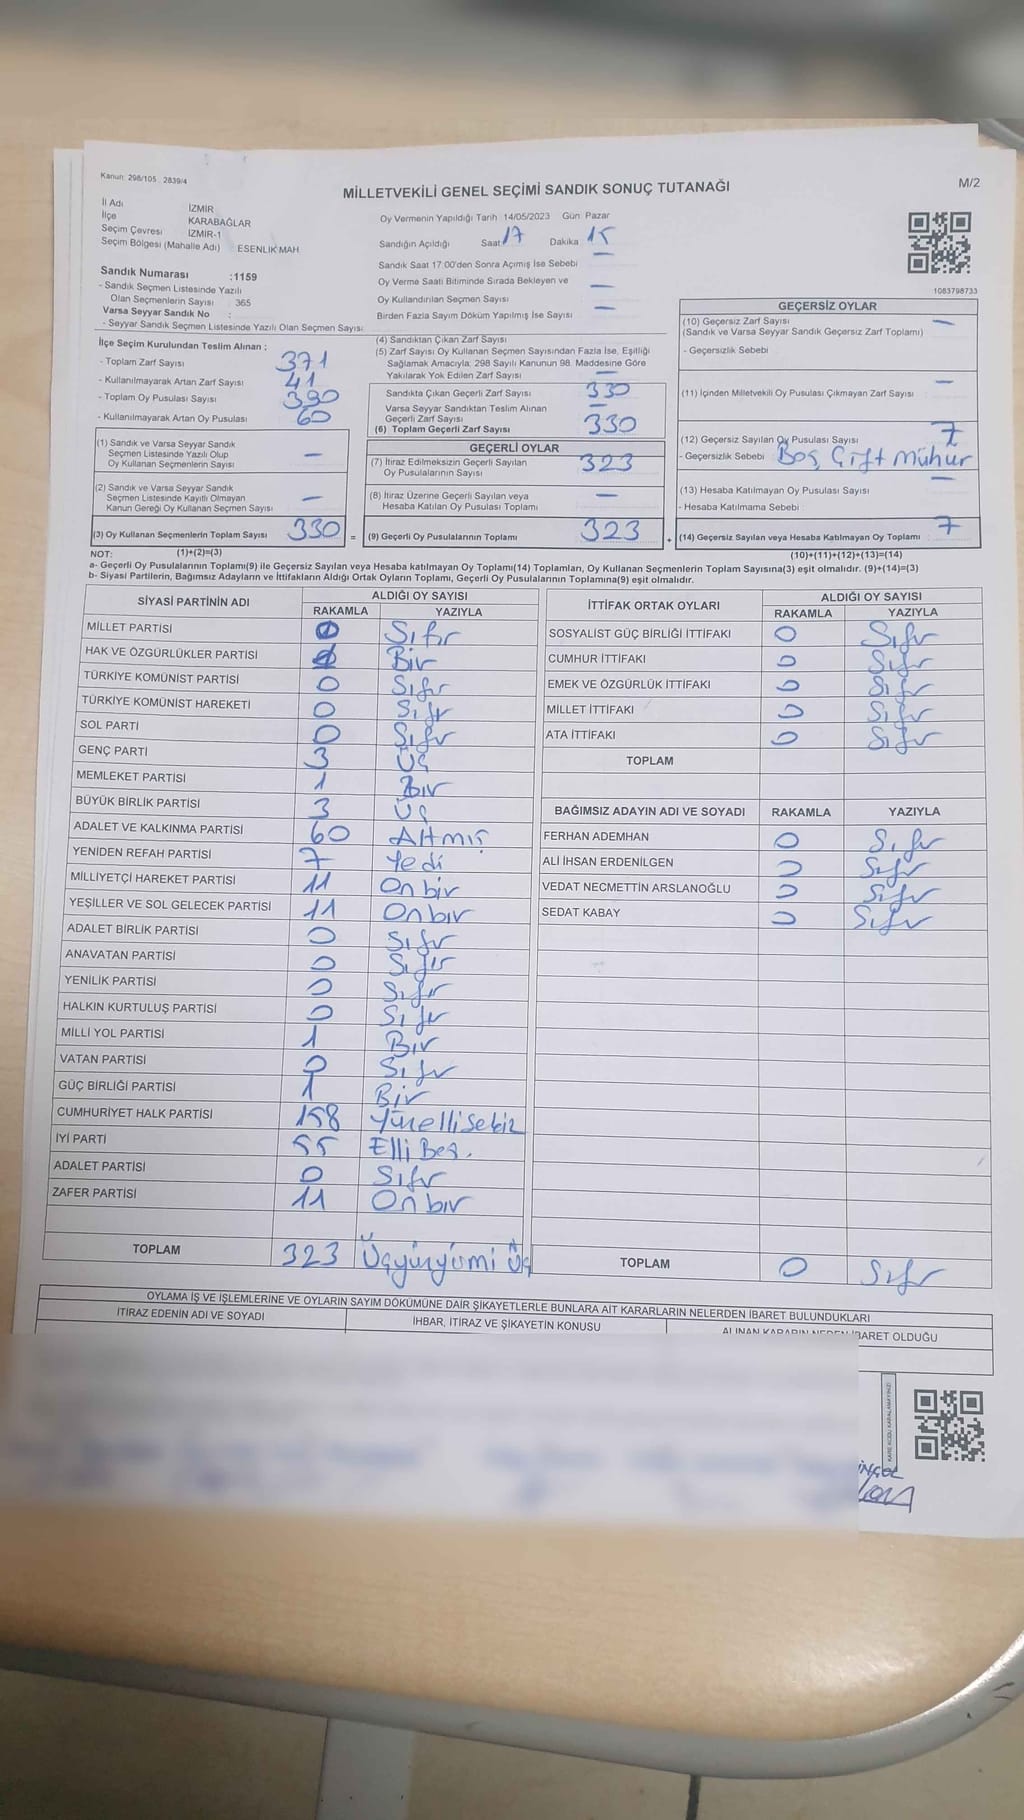 Kanun: 298/105 2839/4
MİLLETVEKİLİ GENEL SEÇİMİ SANDIK SONUÇ TUTANAĞI
M/2
İl Adı İZMİR
İlçe KARABAĞLAR
Seçim Çevresi İZMİR-1
Seçim Bölgesi (Mahalle Adı) : ESENLİK MAH.
Sandık Numarası :1159
- Sandık Seçmen Listesinde Yazılı
Olan Seçmenlerin Sayısı : 365
Varsa Seyyar Sandık No :
- Seyyar Sandık Seçmen Listesinde Yazılı Olan Seçmen Sayısı
Oy Vermenin Yapıldığı Tarih 14/05/2023 Gün Pazar
Sandığın Açıldığı Saat 17 Dakika 15
Sandık Saat 17:00'den Sonra Açımış İse Sebebi —
Oy Verme Saati Bitiminde Sırada Bekleyen ve
Oy Kullandırılan Seçmen Sayısı —
Birden Fazla Sayım Döküm Yapılmış İse Sayısı —
1083798733
İlçe Seçim Kurulundan Teslim Alınan :
- Toplam Zarf Sayısı 371
- Kullanılmayarak Artan Zarf Sayısı 41
- Toplam Oy Pusulası Sayısı 390
- Kullanılmayarak Artan Oy Pusulası 60
(1) Sandık ve Varsa Seyyar Sandık
Seçmen Listesinde Yazılı Olup
Oy Kullanan Seçmenlerin Sayısı —
(2) Sandık ve Varsa Seyyar Sandık
Seçmen Listesinde Kayıtlı Olmayan
Kanun Gereği Oy Kullanan Seçmen Sayısı —
(3) Oy Kullanan Seçmenlerin Toplam Sayısı 330 =
(1)+(2)=(3)
(4) Sandıktan Çıkan Zarf Sayısı
(5) Zarf Sayısı Oy Kullanan Seçmen Sayısından Fazla İse, Eşitliği
Sağlamak Amacıyla; 298 Sayılı Kanunun 98. Maddesine Göre
Yakılarak Yok Edilen Zarf Sayısı —
Sandıkta Çıkan Geçerli Zarf Sayısı 330
Varsa Seyyar Sandıktan Teslim Alınan
Geçerli Zarf Sayısı —
(6) Toplam Geçerli Zarf Sayısı 330
GEÇERLİ OYLAR
(7) İtiraz Edilmeksizin Geçerli Sayılan
Oy Pusulalarının Sayısı 323
(8) İtiraz Üzerine Geçerli Sayılan veya
Hesaba Katılan Oy Pusulası Toplamı —
(9) Geçerli Oy Pusulalarının Toplamı 323 +
GEÇERSİZ OYLAR
(10) Geçersiz Zarf Sayısı —
(Sandık ve Varsa Seyyar Sandık Geçersiz Zarf Toplamı)
- Geçersizlik Sebebi
(11) İçinden Milletvekili Oy Pusulası Çıkmayan Zarf Sayısı —
(12) Geçersiz Sayılan Oy Pusulası Sayısı 7
- Geçersizlik Sebebi Boş Çift mühür
(13) Hesaba Katılmayan Oy Pusulası Sayısı —
- Hesaba Katılmama Sebebi
(14) Geçersiz Sayılan veya Hesaba Katılmayan Oy Toplamı 7
(10)+(11)+(12)+(13)=(14)
NOT:
a- Geçerli Oy Pusulaları Toplamı(9) ile Geçersiz Sayılan veya Hesaba katılmayan Oy Toplamı(14) Toplamları, Oy Kullanan Seçmenlerin Toplam Sayısına(3) eşit olmalıdır. (9)+(14)=(3)
b- Siyasi Partilerin, Bağımsız Adayların ve İttifakların Aldığı Ortak Oyların Toplamı, Geçerli Oy Pusulalarının Toplamına(9) eşit olmalıdır.
SİYASİ PARTİNİN ADI ALDIĞI OY SAYISI
RAKAMLA YAZIYLA
MİLLET PARTİSİ 0 Sıfır
HAK VE ÖZGÜRLÜKLER PARTİSİ 1 Bir
TÜRKİYE KOMÜNİST PARTİSİ 0 Sıfır
TÜRKİYE KOMÜNİST HAREKETİ 0 Sıfır
SOL PARTİ 0 Sıfır
GENÇ PARTİ 3 Üç
MEMLEKET PARTİSİ 1 Bir
BÜYÜK BİRLİK PARTİSİ 3 Üç
ADALET VE KALKINMA PARTİSİ 60 Altmış
YENİDEN REFAH PARTİSİ 7 Yedi
MİLLİYETÇİ HAREKET PARTİSİ 11 Onbir
YEŞİLLER VE SOL GELECEK PARTİSİ 11 Onbir
ADALET BİRLİK PARTİSİ 0 Sıfır
ANAVATAN PARTİSİ 0 Sıfır
YENİLİK PARTİSİ 0 Sıfır
HALKIN KURTULUŞ PARTİSİ 0 Sıfır
MİLLİ YOL PARTİSİ 1 Bir
VATAN PARTİSİ 0 Sıfır
GÜÇ BİRLİĞİ PARTİSİ 1 Bir
CUMHURİYET HALK PARTİSİ 158 Yüzellisekiz
İYİ PARTİ 55 Elli Beş.
ADALET PARTİSİ 0 Sıfır
ZAFER PARTİSİ 11 Onbir
TOPLAM 323 Üçyüzyirmi Üç
İTTİFAK ORTAK OYLARI ALDIĞI OY SAYISI
RAKAMLA YAZIYLA
SOSYALİST GÜÇ BİRLİĞİ İTTİFAKI 0 Sıfır
CUMHUR İTTİFAKI 0 Sıfır
EMEK VE ÖZGÜRLÜK İTTİFAKI 0 Sıfır
MİLLET İTTİFAKI 0 Sıfır
ATA İTTİFAKI 0 Sıfır
TOPLAM
BAĞIMSIZ ADAYIN ADI VE SOYADI RAKAMLA YAZIYLA
FERHAN ADEMHAN 0 Sıfır
ALİ İHSAN ERDENİLGEN 0 Sıfır
VEDAT NECMETTİN ARSLANOĞLU 0 Sıfır
SEDAT KABAY 0 Sıfır
TOPLAM 0 Sıfır
OYLAMA İŞ VE İŞLEMLERİNE VE OYLARIN SAYIM DÖKÜMÜNE DAİR ŞİKAYETLERLE BUNLARA AİT KARARLARIN NELERDEN İBARET BULUNDUKLARI
İTİRAZ EDENİN ADI VE SOYADI İHBAR, İTİRAZ VE ŞİKAYETİN KONUSU ALINAN KARARIN NEDEN İBARET OLDUĞU
KARE KODU KARALAMAYINIZ!